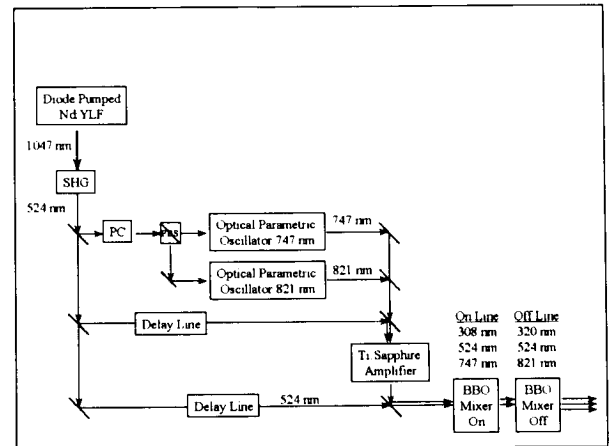 Diode Pumped
Nd YLF
1047 nm
SHG
524 nm
PC
PBS
Optical Parametric
Oscillator 747 nm
747 nm
Optical Parametric
Oscillator 821 nm
821 nm
Delay Line
Ti Sapphire
Amplifier
Delay Line
524 nm
On Line
308 nm
524 nm
747 nm
Off Line
320 nm
524 nm
821 nm
BBO
Mixer
On
BBO
Mixer
Off